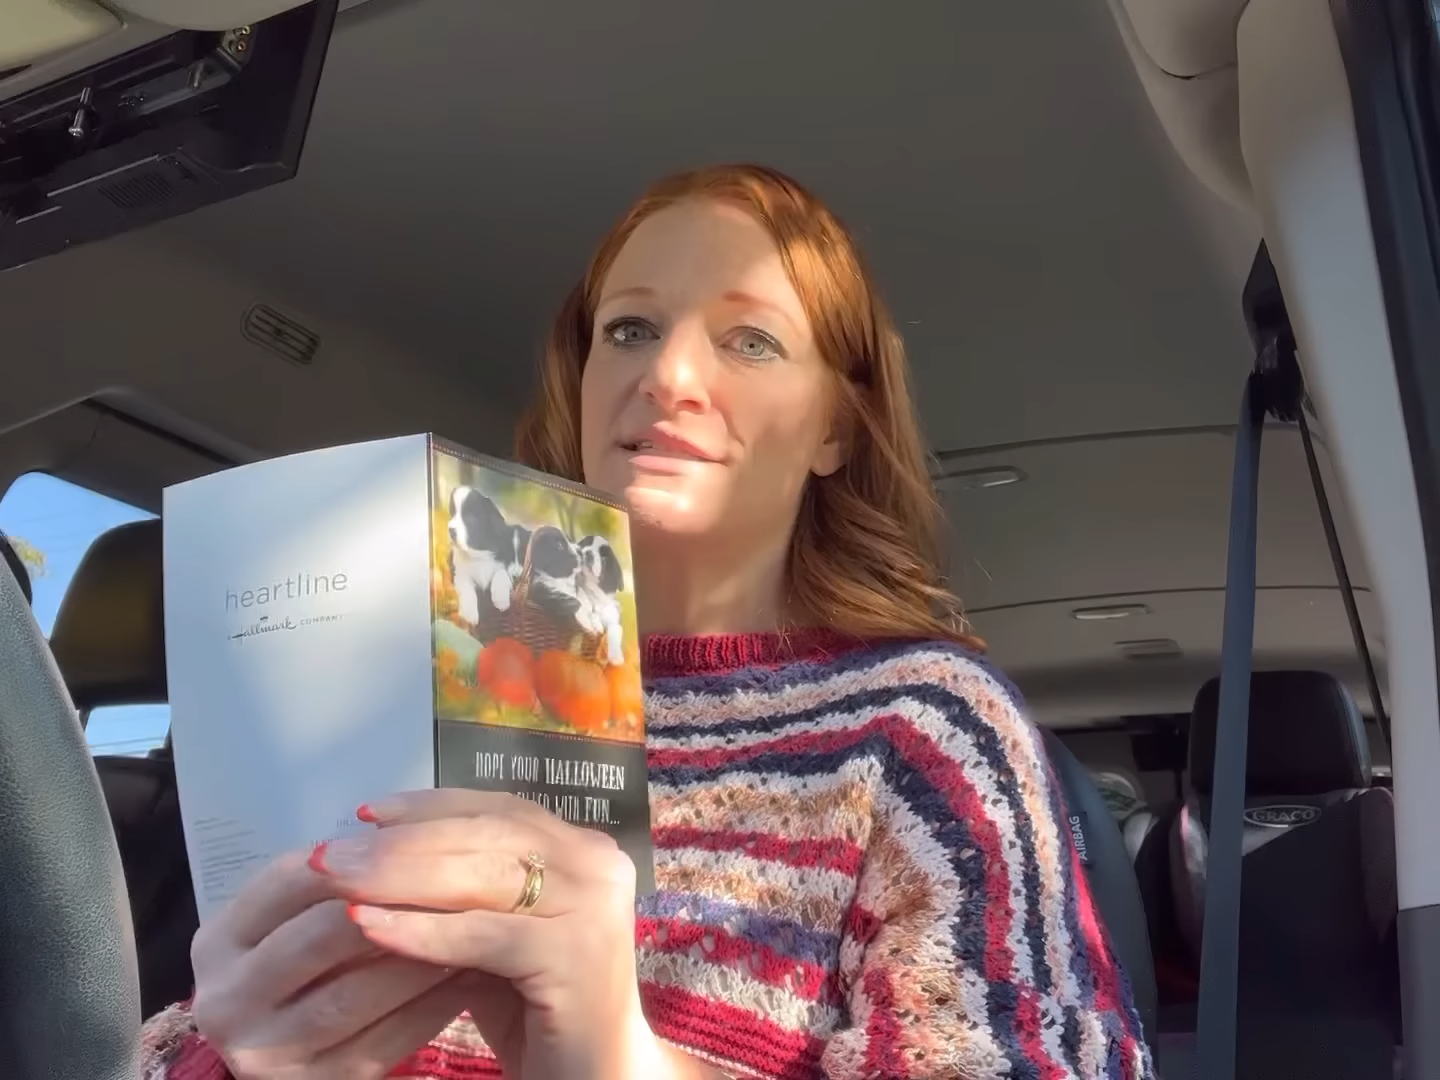 heartline
Hallmark COMPANY
HOPE YOUR HALLOWEEN
FILLED WITH FUN...
AIRBAG
GRACO